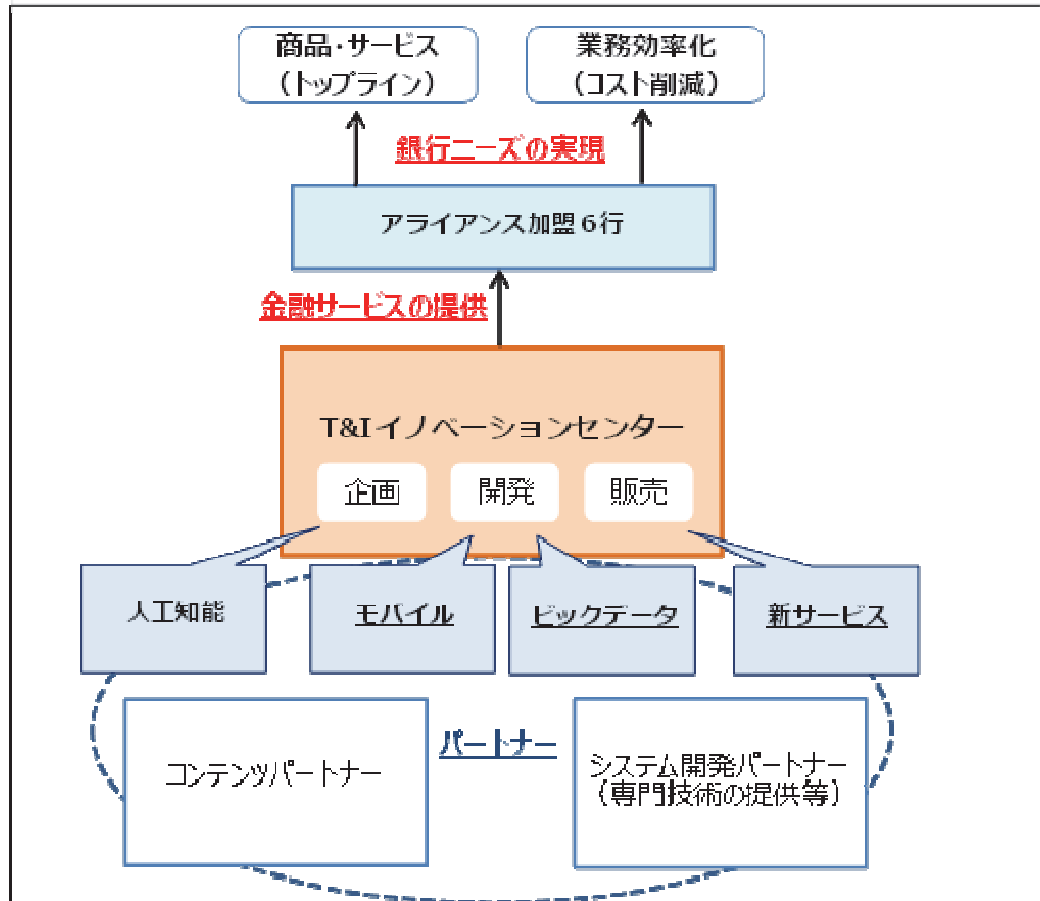 商品・サービス
(トップライン)
業務効率化
(コスト削減)
銀行ニーズの実現
アライアンス加盟6行
金融サービスの提供
T&Iイノベーションセンター
企画
開発
販売
人工知能
モバイル
ビックデータ
新サービス
パートナー
コンテンツパートナー
システム開発パートナー
(専門技術の提供等)